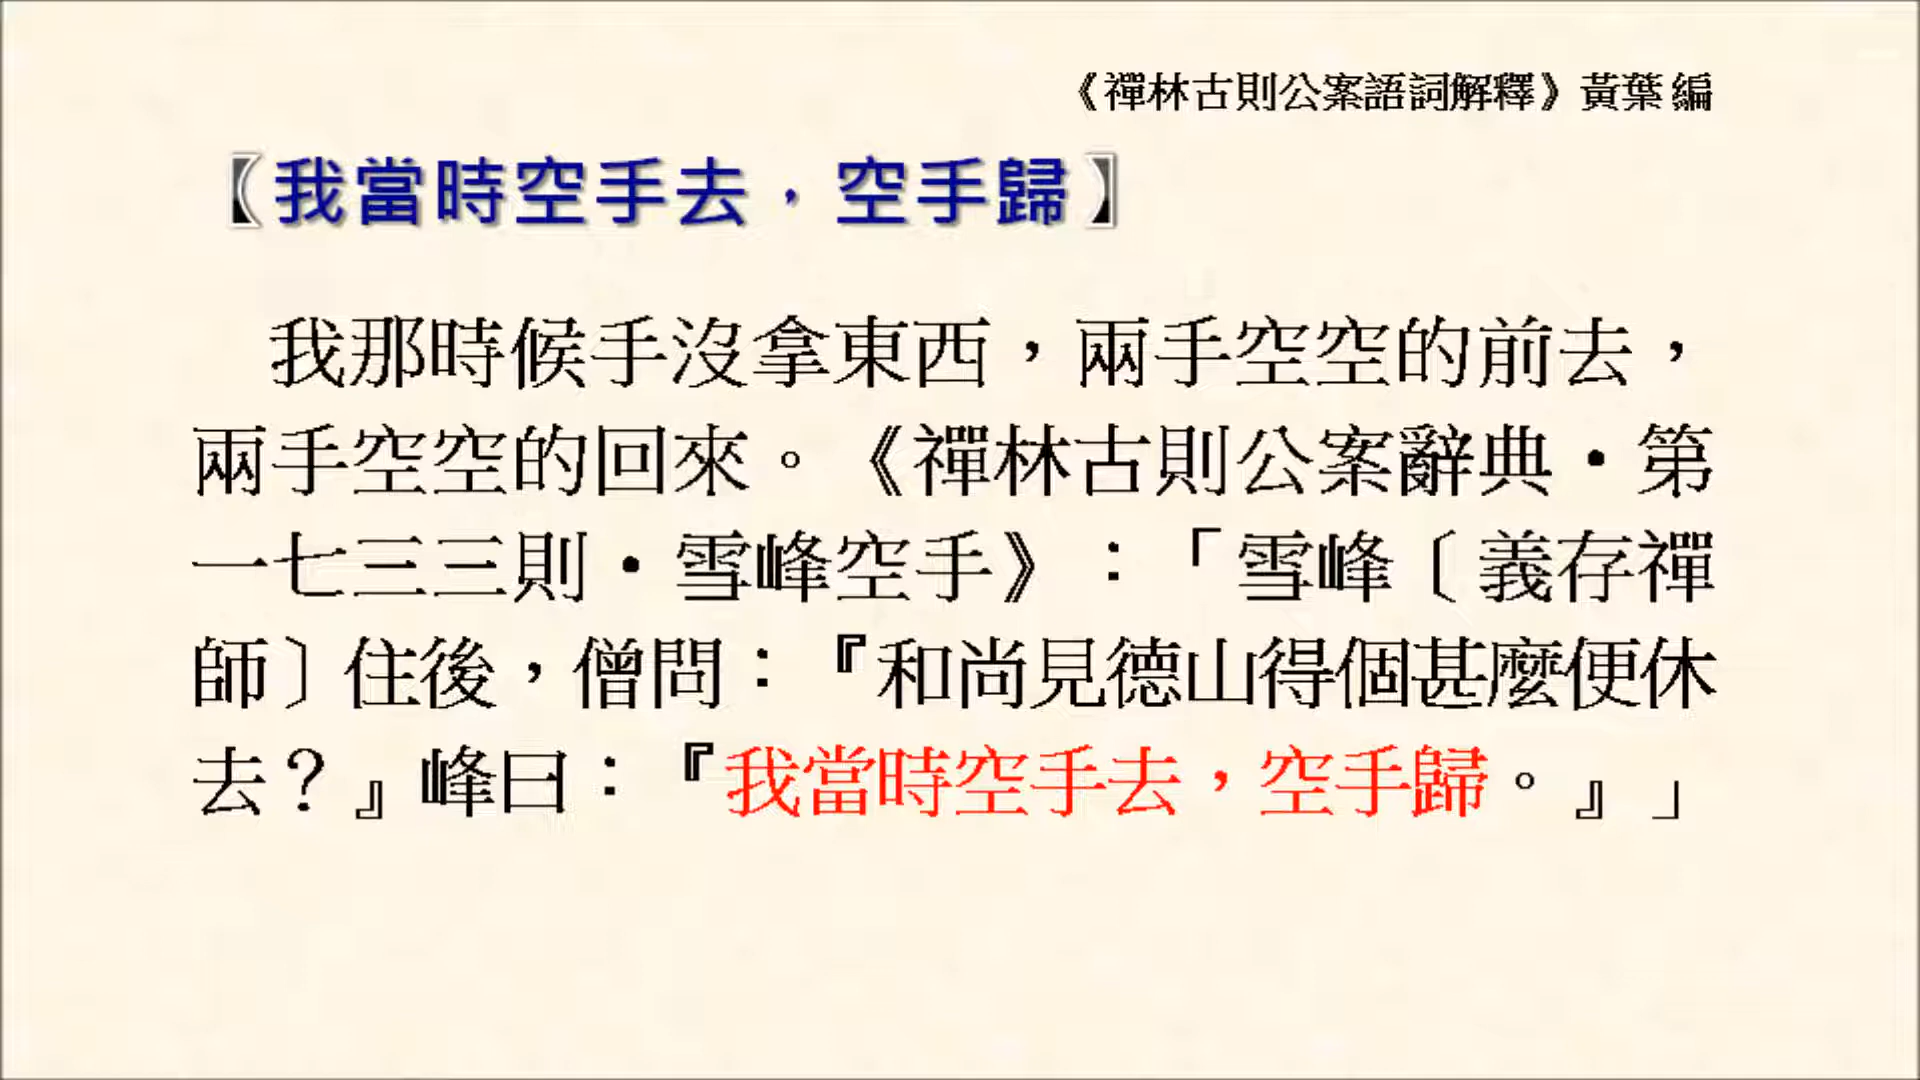 《禪林古則公案語詞解釋》黃葉 編
〖我當時空手去，空手歸〗
我那時候手沒拿東西，兩手空空的前去，
兩手空空的回來。《禪林古則公案辭典·第
一七三三則·雪峰空手》：「雪峰〔義存禪
師〕住後，僧問：『和尚見德山得個甚麼便休
去？』峰曰：『我當時空手去，空手歸。』」